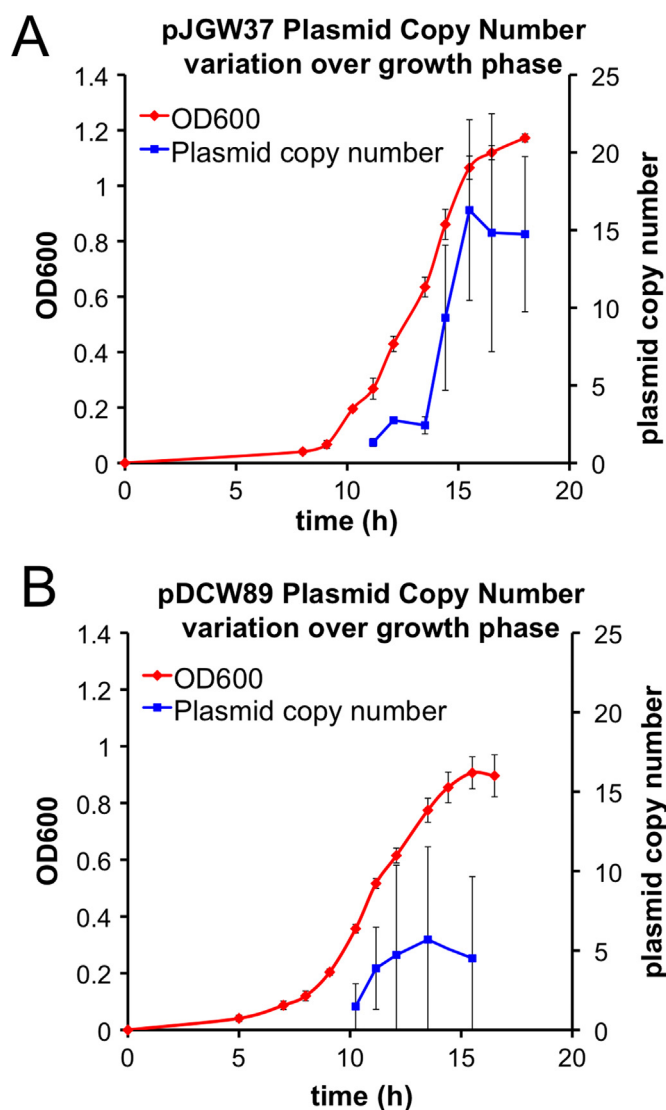 A
pJGW37 Plasmid Copy Number
variation over growth phase
OD600
Plasmid copy number
1.4
1.2
1
0.8
0.6
0.4
0.2
0
OD600
25
20
15
10
5
0
plasmid copy number
0 5 10 15 20
time (h)
B
pDCW89 Plasmid Copy Number
variation over growth phase
OD600
Plasmid copy number
1.4
1.2
1
0.8
0.6
0.4
0.2
0
OD600
25
20
15
10
5
0
plasmid copy number
0 5 10 15 20
time (h)